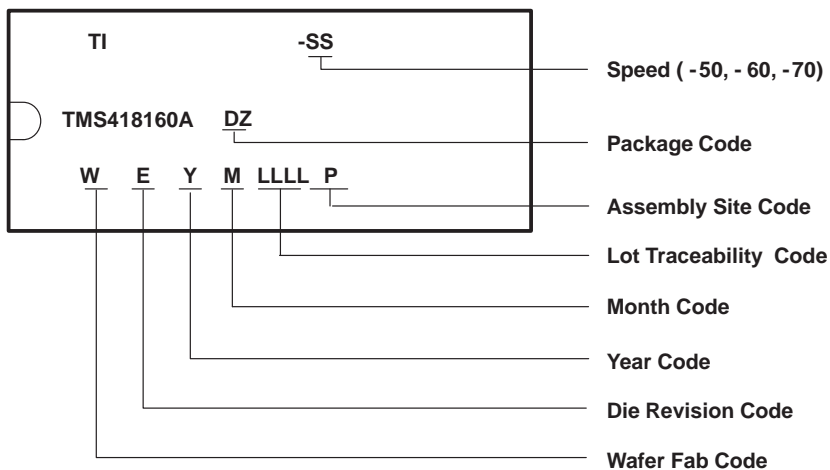 TI -SS
Speed ( -50, - 60, -70)
TMS418160A DZ
Package Code
W E Y M LLLL P
Assembly Site Code
Lot Traceability Code
Month Code
Year Code
Die Revision Code
Wafer Fab Code